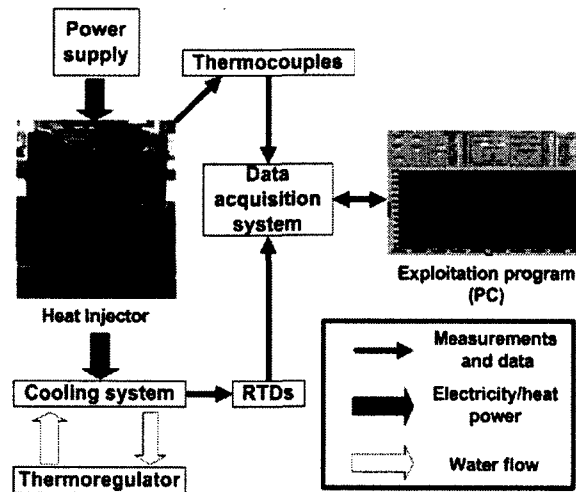 Power
supply
Thermocouples
Data
acquisition
system
Exploitation program
(PC)
Heat Injector
Cooling system
RTDs
Thermoregulator
Measurements
and data
Electricity/heat
power
Water flow